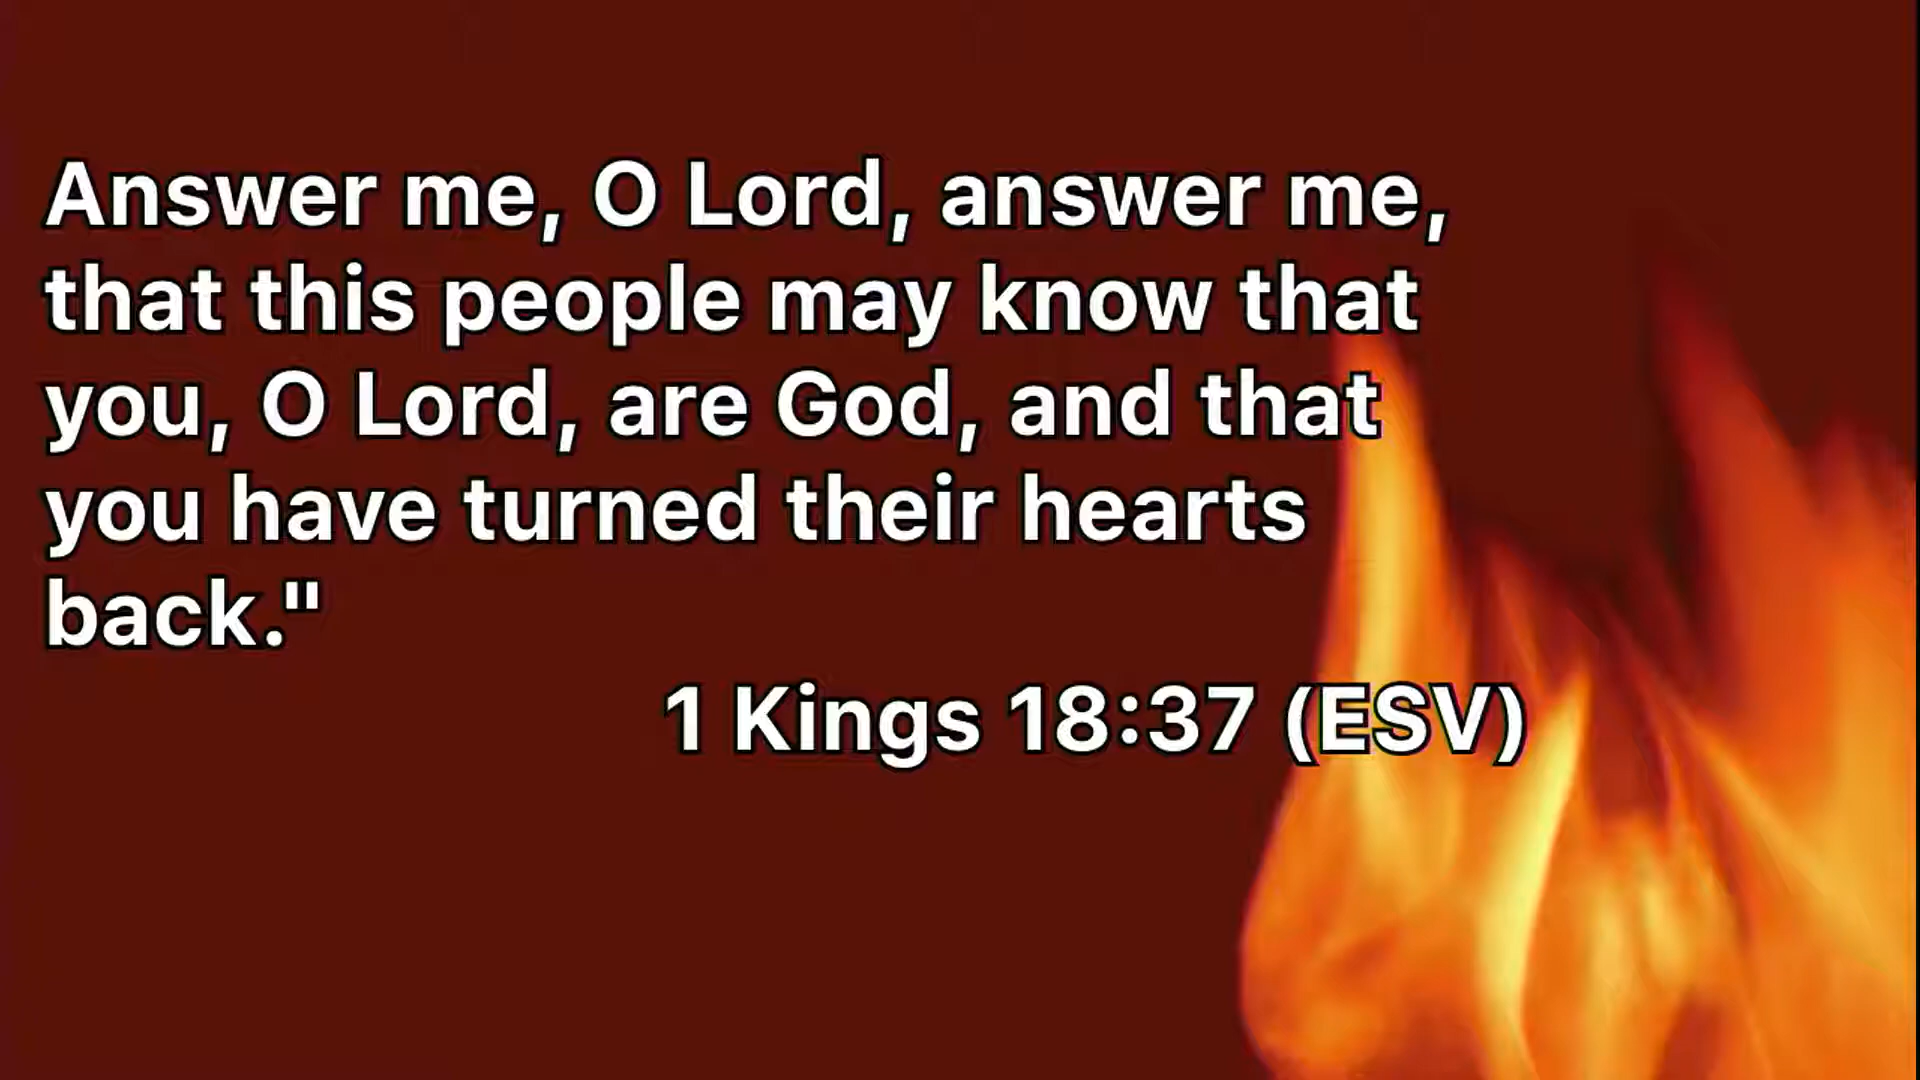 Answer me, O Lord, answer me,
that this people may know that
you, O Lord, are God, and that
you have turned their hearts
back."
1 Kings 18:37 (ESV)